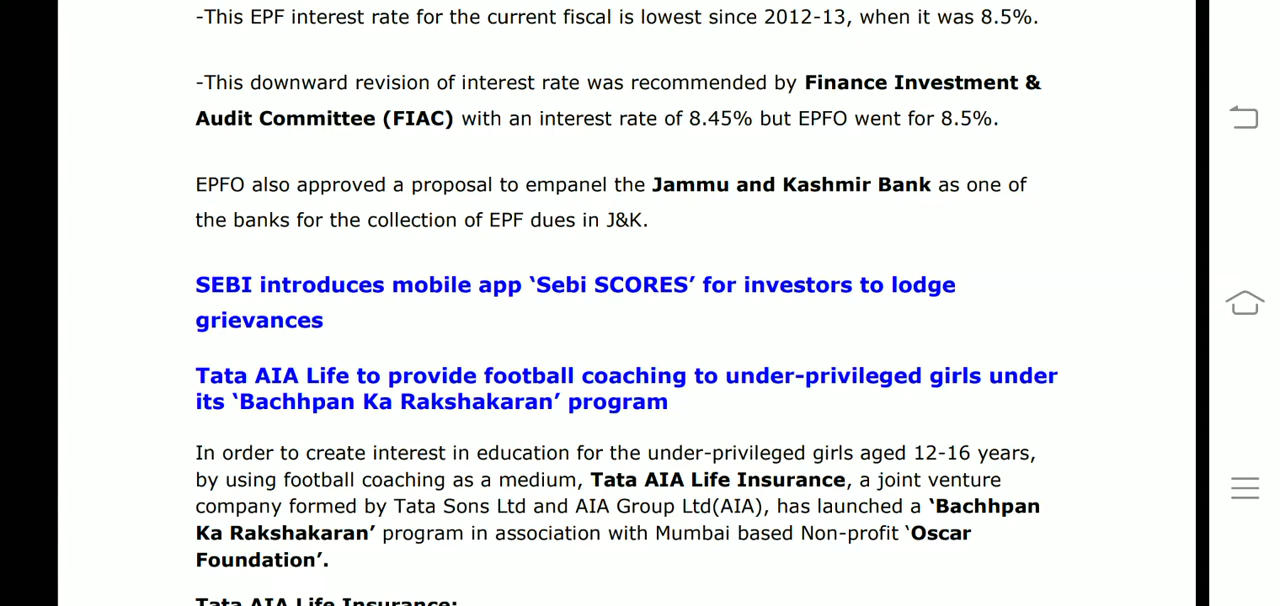 -This EPF interest rate for the current fiscal is lowest since 2012-13, when it was 8.5%.
-This downward revision of interest rate was recommended by Finance Investment &
Audit Committee (FIAC) with an interest rate of 8.45% but EPFO went for 8.5%.
EPFO also approved a proposal to empanel the Jammu and Kashmir Bank as one of
the banks for the collection of EPF dues in J&K.
SEBI introduces mobile app ‘Sebi SCORES’ for investors to lodge
grievances
Tata AIA Life to provide football coaching to under-privileged girls under
its ‘Bachhpan Ka Rakshakaran’ program
In order to create interest in education for the under-privileged girls aged 12-16 years,
by using football coaching as a medium, Tata AIA Life Insurance, a joint venture
company formed by Tata Sons Ltd and AIA Group Ltd(AIA), has launched a ‘Bachhpan
Ka Rakshakaran’ program in association with Mumbai based Non-profit ‘Oscar
Foundation’.
Tata AIA Life Insurance: